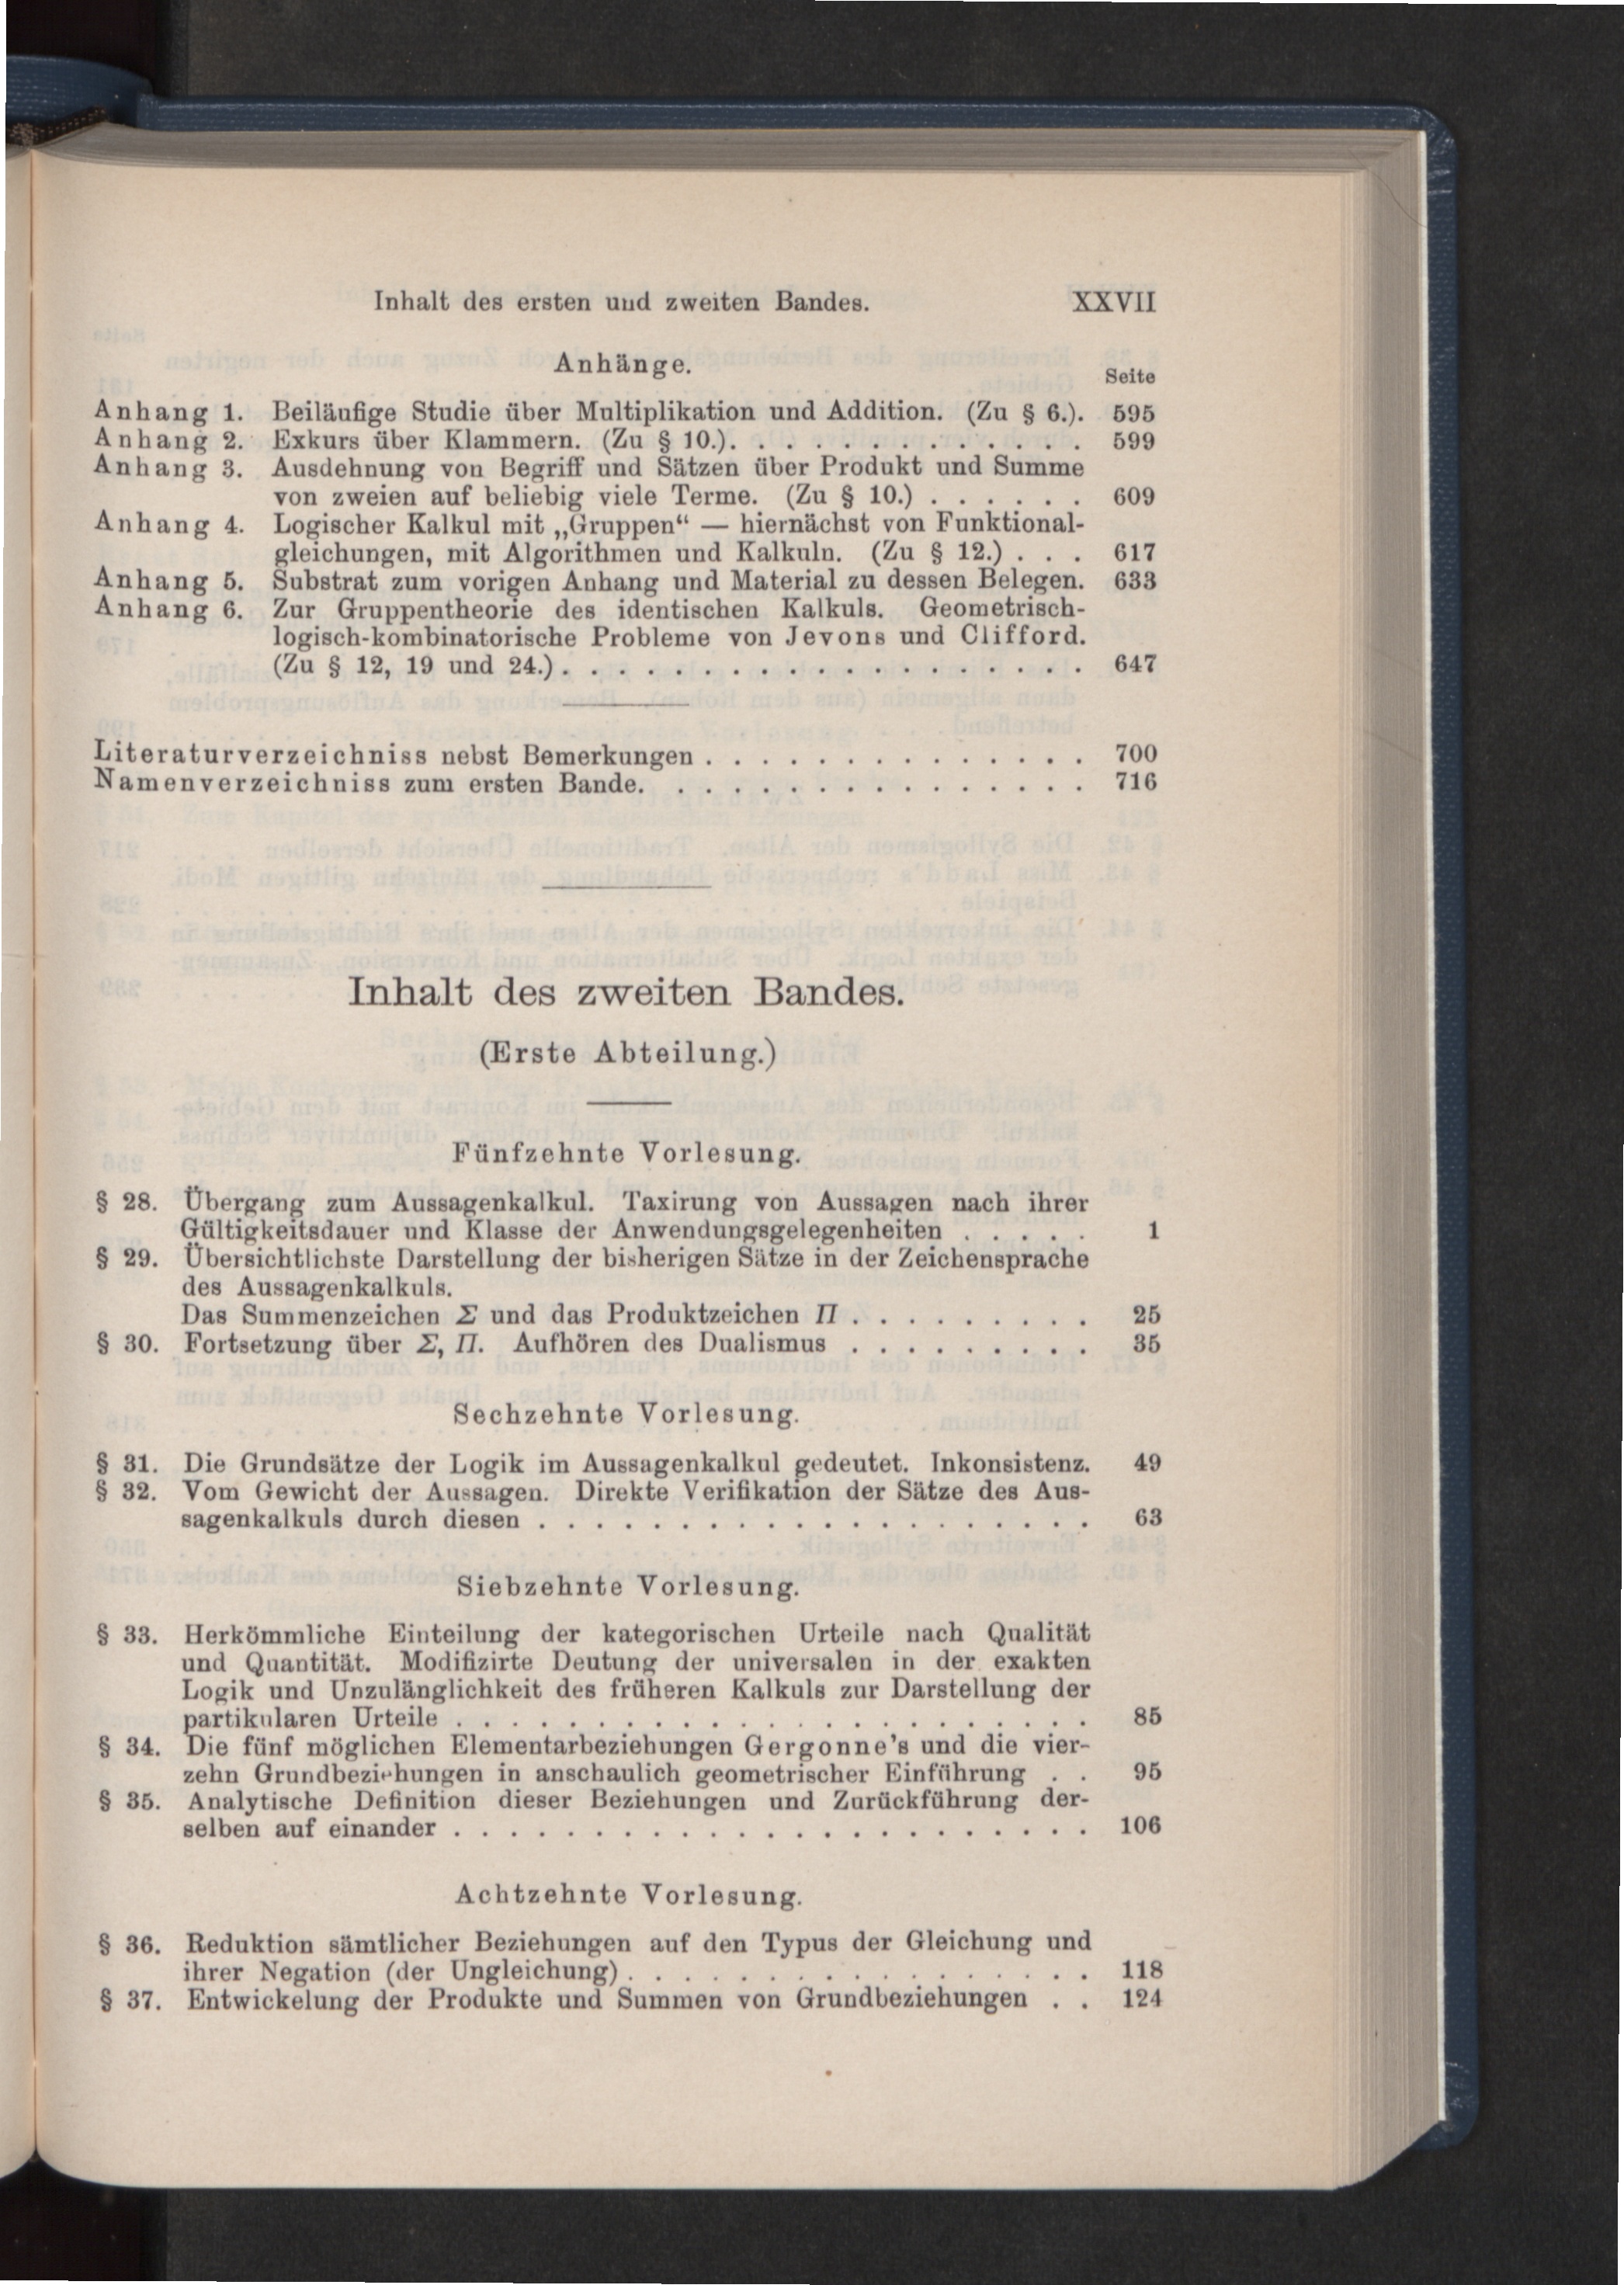 Inhalt des ersten und zweiten Bandes. XXVII
Anhänge.
Seite
Anhang 1. Beiläufige Studie über Multiplikation und Addition. (Zu § 6.). 595
Anhang 2. Exkurs über Klammern. (Zu § 10.). . . . . . . . . . . . . 599
Anhang 3. Ausdehnung von Begriff und Sätzen über Produkt und Summe
von zweien auf beliebig viele Terme. (Zu § 10.) . . . . . . 609
Anhang 4. Logischer Kalkul mit „Gruppen“ — hiernächst von Funktional-
gleichungen, mit Algorithmen und Kalkuln. (Zu § 12.) . . . 617
Anhang 5. Substrat zum vorigen Anhang und Material zu dessen Belegen. 633
Anhang 6. Zur Gruppentheorie des identischen Kalkuls. Geometrisch-
logisch-kombinatorische Probleme von Jevons und Clifford.
(Zu § 12, 19 und 24.) . . . . . . . . . . . . . . . . . . . 647
Literaturverzeichniss nebst Bemerkungen . . . . . . . . . . . . . . 700
Namenverzeichniss zum ersten Bande. . . . . . . . . . . . . . . . 716
Inhalt des zweiten Bandes.
(Erste Abteilung.)
Fünfzehnte Vorlesung.
§ 28. Übergang zum Aussagenkalkul. Taxirung von Aussagen nach ihrer
Gültigkeitsdauer und Klasse der Anwendungsgelegenheiten . . . . . 1
§ 29. Übersichtlichste Darstellung der bisherigen Sätze in der Zeichensprache
des Aussagenkalkuls.
Das Summenzeichen Σ und das Produktzeichen Π . . . . . . . . . 25
§ 30. Fortsetzung über Σ, Π. Aufhören des Dualismus . . . . . . . . . 35
Sechzehnte Vorlesung.
§ 31. Die Grundsätze der Logik im Aussagenkalkul gedeutet. Inkonsistenz. 49
§ 32. Vom Gewicht der Aussagen. Direkte Verifikation der Sätze des Aus-
sagenkalkuls durch diesen . . . . . . . . . . . . . . . . . . . . 63
Siebzehnte Vorlesung.
§ 33. Herkömmliche Einteilung der kategorischen Urteile nach Qualität
und Quantität. Modifizirte Deutung der universalen in der exakten
Logik und Unzulänglichkeit des früheren Kalkuls zur Darstellung der
partikularen Urteile . . . . . . . . . . . . . . . . . . . . . . . 85
§ 34. Die fünf möglichen Elementarbeziehungen Gergonne's und die vier-
zehn Grundbeziehungen in anschaulich geometrischer Einführung . . 95
§ 35. Analytische Definition dieser Beziehungen und Zurückführung der-
selben auf einander . . . . . . . . . . . . . . . . . . . . . . . 106
Achtzehnte Vorlesung.
§ 36. Reduktion sämtlicher Beziehungen auf den Typus der Gleichung und
ihrer Negation (der Ungleichung) . . . . . . . . . . . . . . . . . 118
§ 37. Entwickelung der Produkte und Summen von Grundbeziehungen . . 124